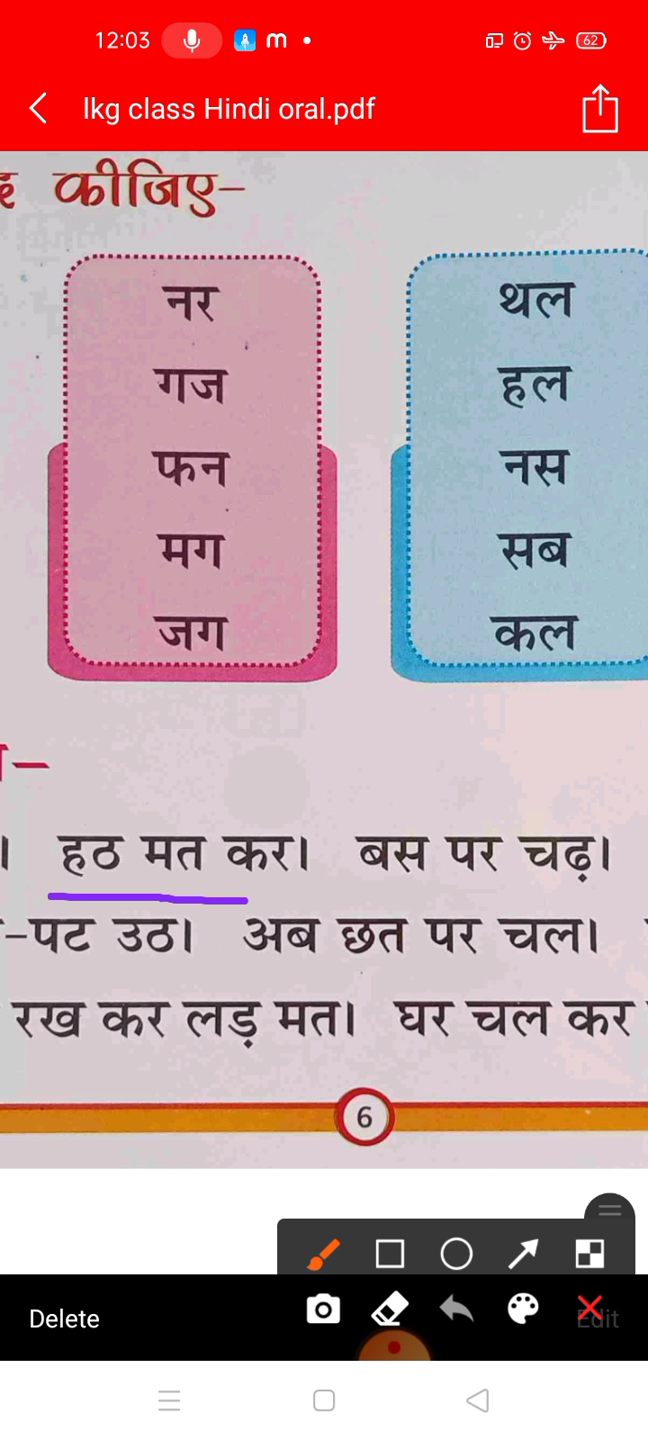 12:03 m 62
lkg class Hindi oral.pdf
कीजिए–
नर
गज
फन
मग
जग
थल
हल
नस
सब
कल
। हठ मत कर। बस पर चढ़।
–पट उठ। अब छत पर चल।
रख कर लड़ मत। घर चल कर
6
Delete
Edit